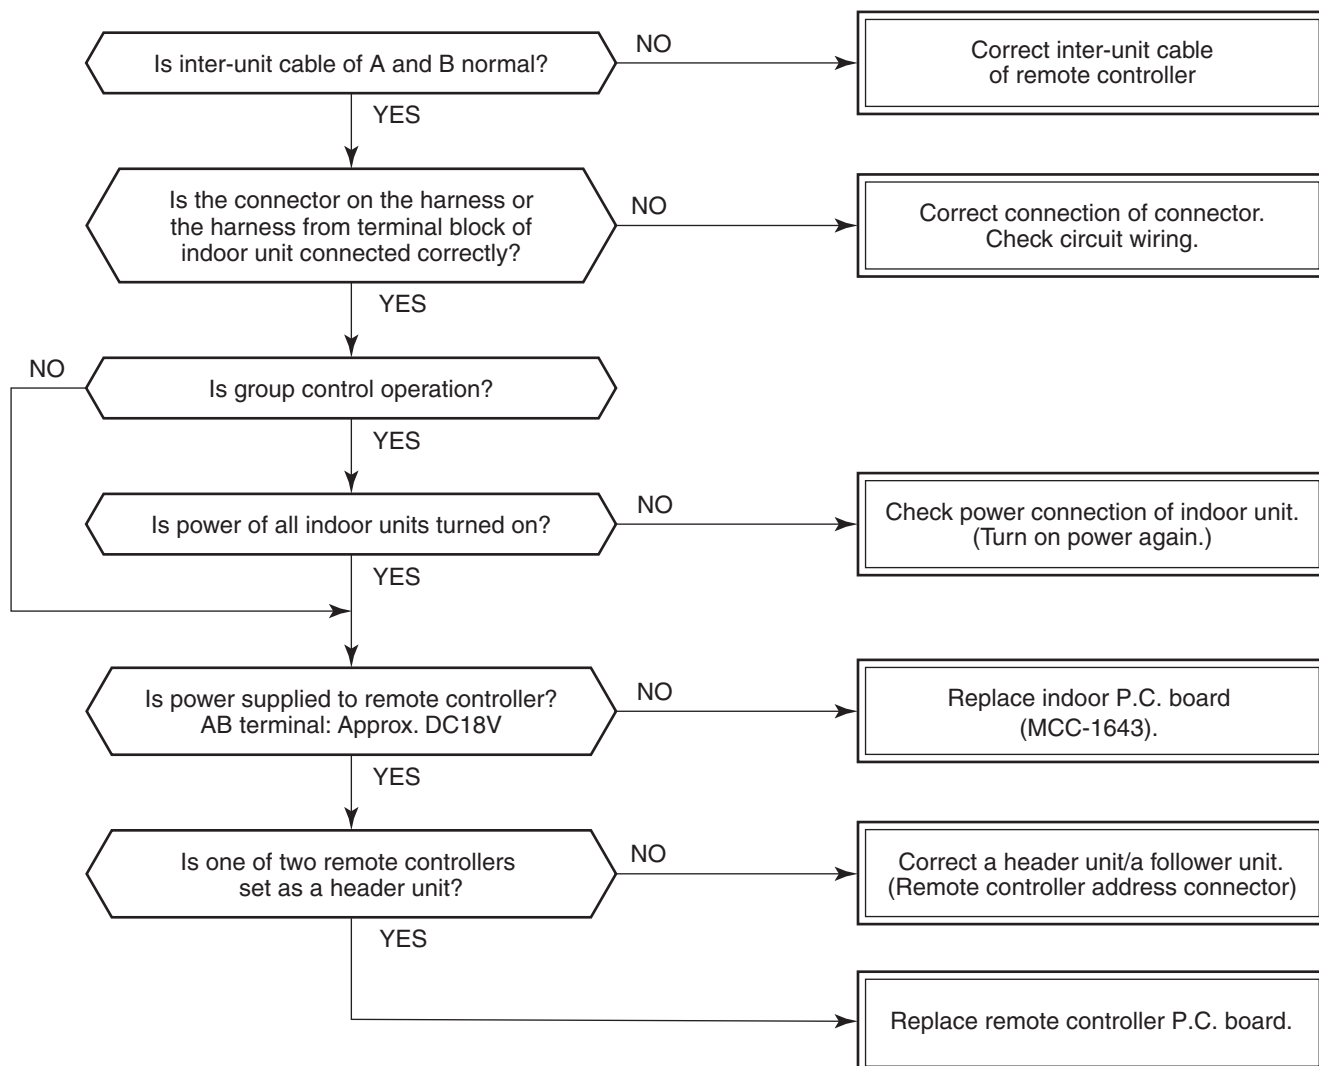 Is inter-unit cable of A and B normal?
NO
Correct inter-unit cable
of remote controller
YES
Is the connector on the harness or
the harness from terminal block of
indoor unit connected correctly?
NO
Correct connection of connector.
Check circuit wiring.
YES
NO
Is group control operation?
YES
Is power of all indoor units turned on?
NO
Check power connection of indoor unit.
(Turn on power again.)
YES
Is power supplied to remote controller?
AB terminal: Approx. DC18V
NO
Replace indoor P.C. board
(MCC-1643).
YES
Is one of two remote controllers
set as a header unit?
NO
Correct a header unit/a follower unit.
(Remote controller address connector)
YES
Replace remote controller P.C. board.